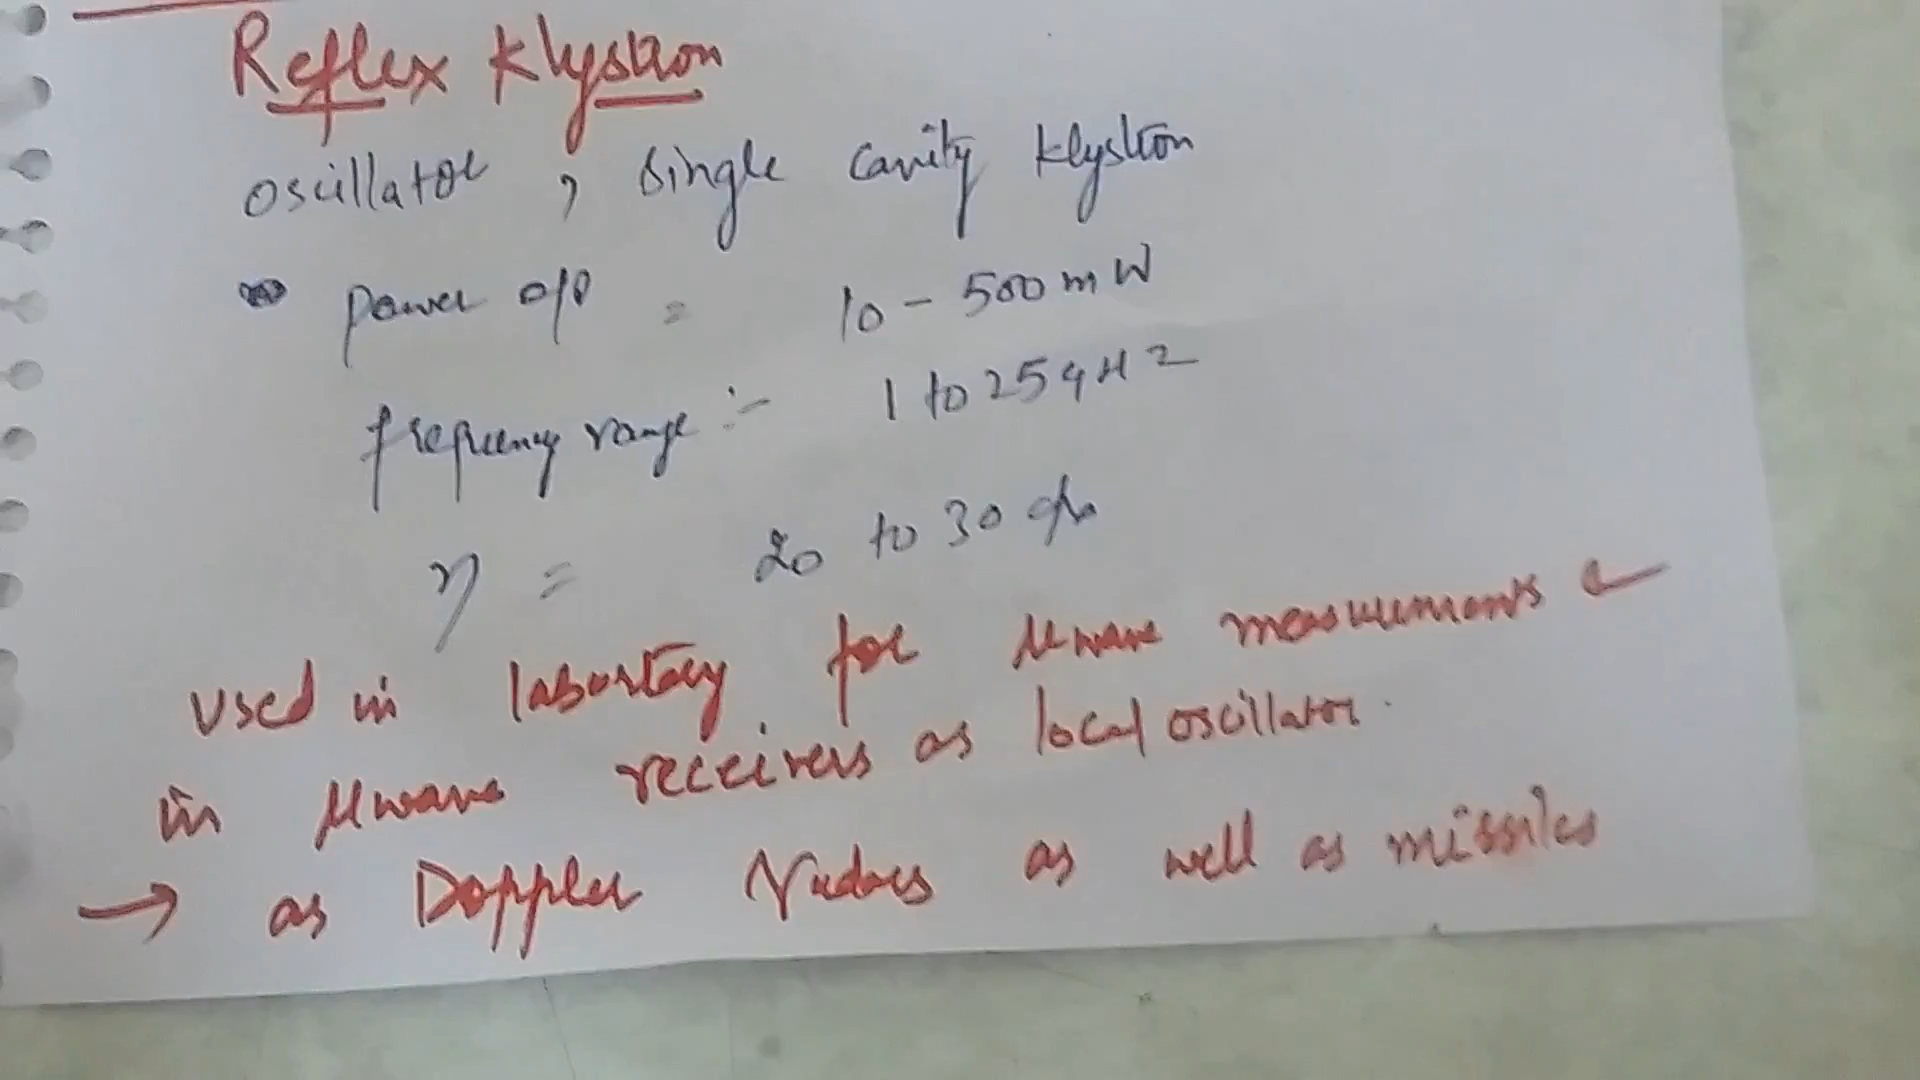 Reflex Klystron
oscillator, single cavity klystron
power o/p = 10 - 500 mW
frequency range :- 1 to 25 GHz
η = 20 to 30 %
used in laboratory for μwave measurements &
in μwave receivers as local oscillator.
→ as Doppler radars as well as missiles